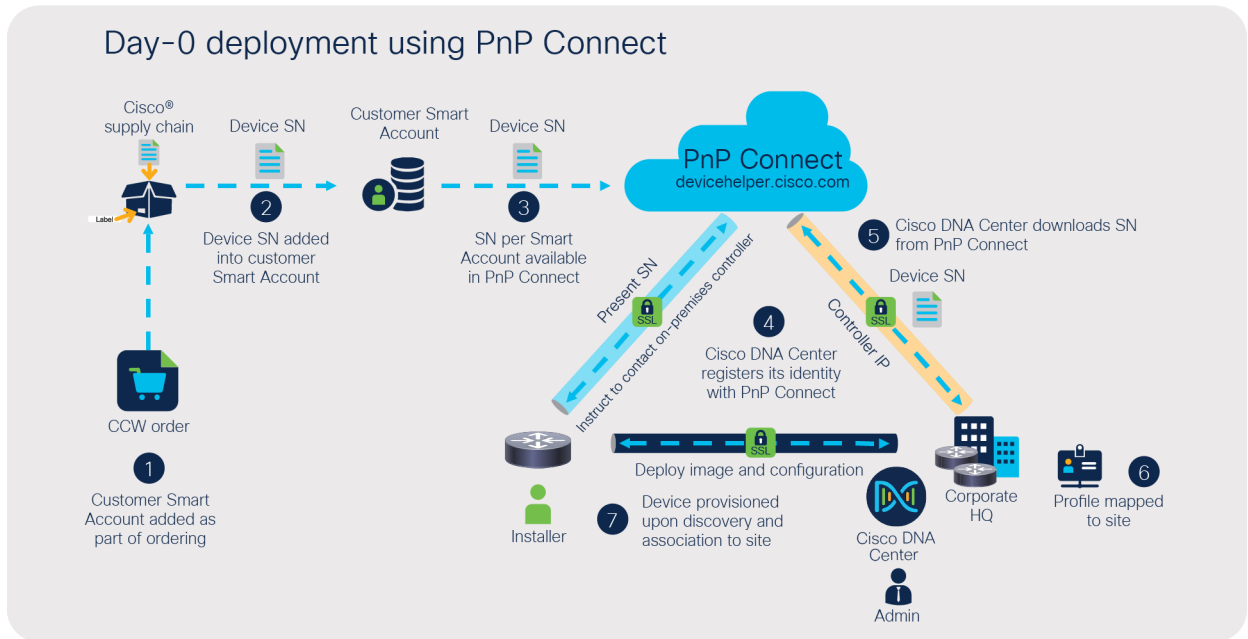 Day-0 deployment using PnP Connect
Cisco®
supply chain
Label
Device SN
2
Device SN added
into customer
Smart Account
Customer Smart
Account
Device SN
3
SN per Smart
Account available
in PnP Connect
PnP Connect
devicehelper.cisco.com
CCW order
1
Customer Smart
Account added as
part of ordering
Present SN
SSL
Instruct to contact on-premises controller
4
Cisco DNA Center
registers its identity
with PnP Connect
5
Cisco DNA Center downloads SN
from PnP Connect
Device SN
SSL
Controller IP
SSL
Deploy image and configuration
Installer
7
Device provisioned
upon discovery and
association to site
Cisco DNA
Center
Admin
Corporate
HQ
6
Profile mapped
to site